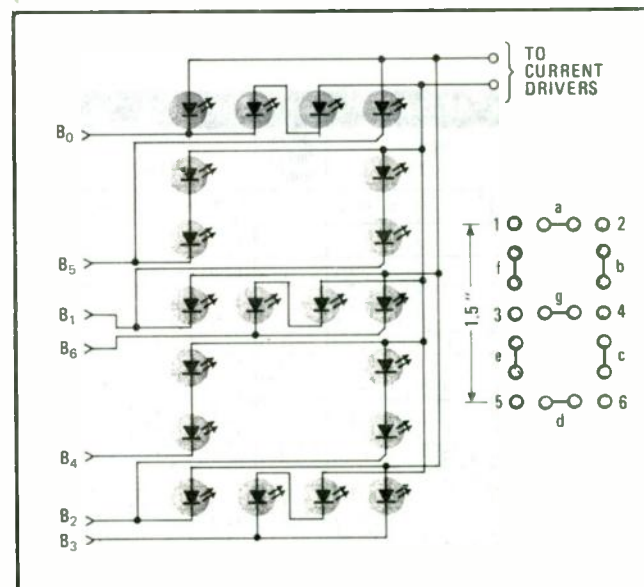 TO
CURRENT
DRIVERS
B₀
B₅
B₁
B₆
B₄
B₂
B₃
1 a 2
f b
3 g 4
e c
5 d 6
1.5"